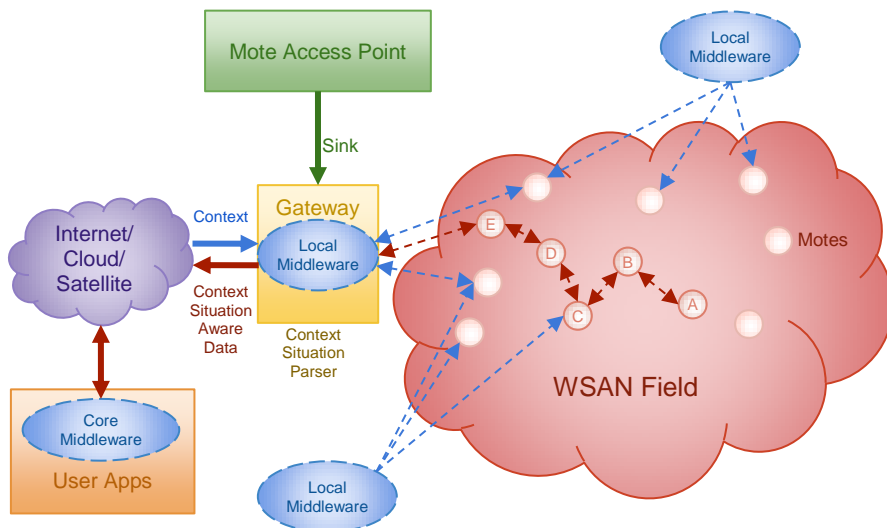 Mote Access Point
Local
Middleware
Sink
Context
Gateway
Local
Middleware
Internet/
Cloud/
Satellite
Context
Situation
Aware
Data
Context
Situation
Parser
E
D
B
C
A
Motes
WSAN Field
Core
Middleware
User Apps
Local
Middleware